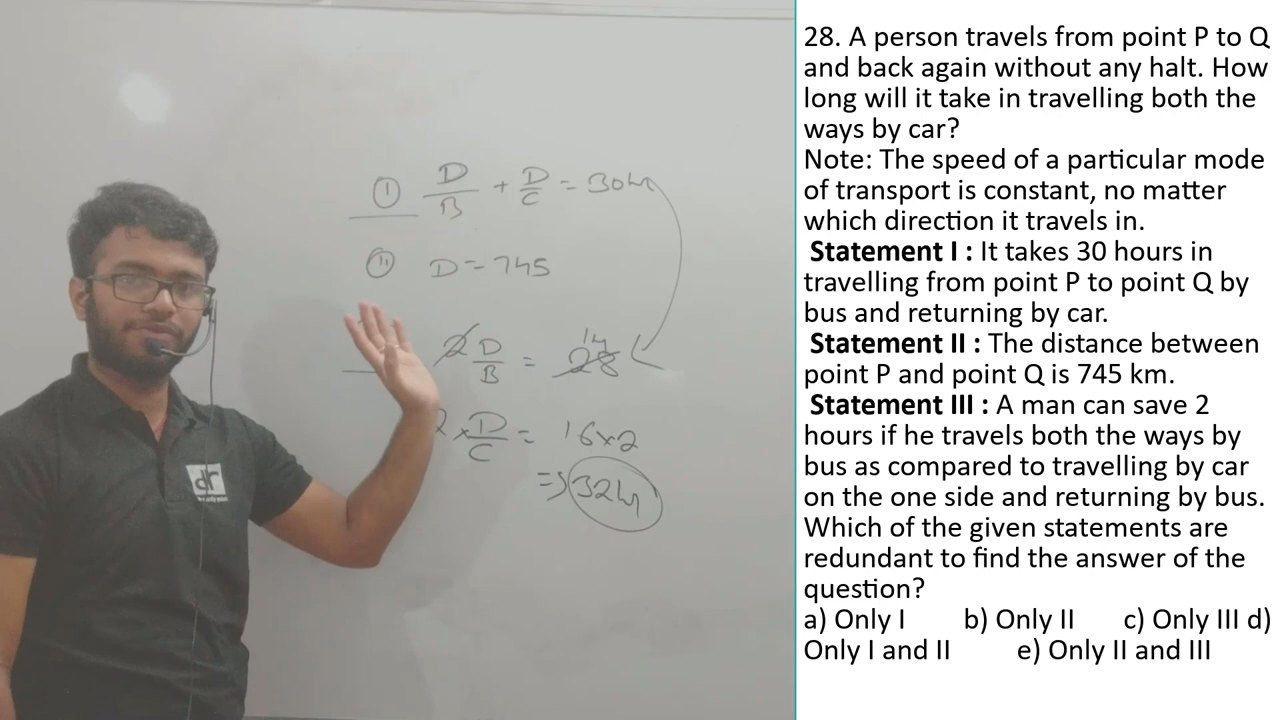 ① D/B + D/C = 30hr
② D = 745
2 D/B = 28 14
2 × D/C = 16×2
⇒ 32hr
dr
28. A person travels from point P to Q
and back again without any halt. How
long will it take in travelling both the
ways by car?
Note: The speed of a particular mode
of transport is constant, no matter
which direction it travels in.
Statement I : It takes 30 hours in
travelling from point P to point Q by
bus and returning by car.
Statement II : The distance between
point P and point Q is 745 km.
Statement III : A man can save 2
hours if he travels both the ways by
bus as compared to travelling by car
on the one side and returning by bus.
Which of the given statements are
redundant to find the answer of the
question?
a) Only I b) Only II c) Only III d)
Only I and II e) Only II and III